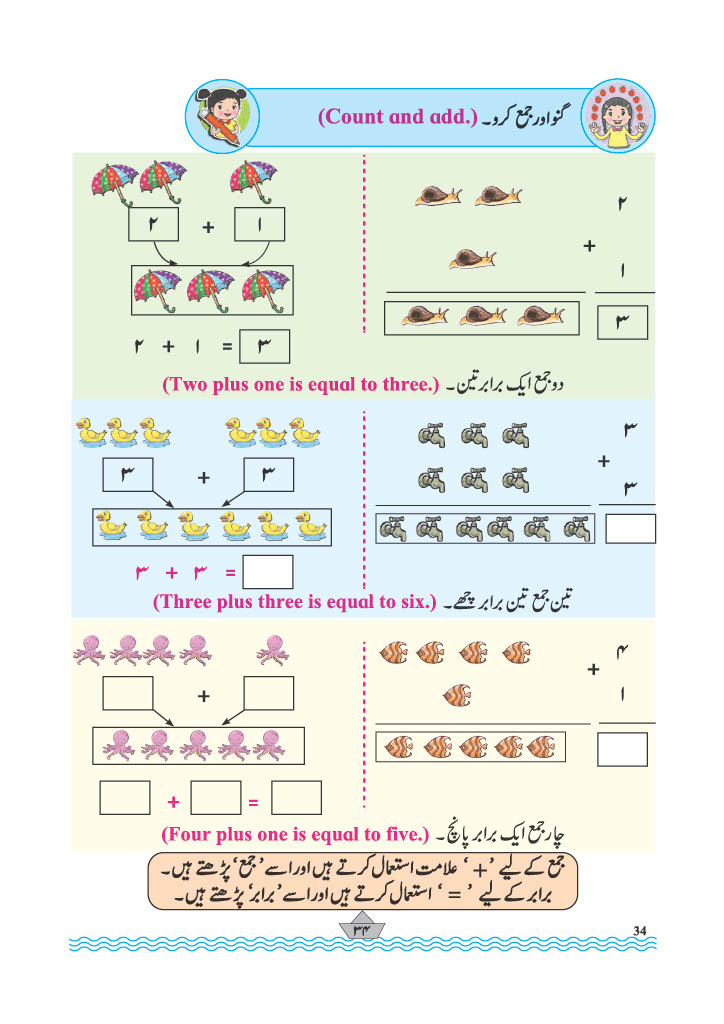 گنو اور جمع کرو۔ (Count and add.)
۲ + ۱
۲ + ۱ = ۳
۲
+
۱
۳
دو جمع ایک برابر تین۔ (Two plus one is equal to three.)
۳ + ۳
۳ + ۳ =
۳
+
۳
تین جمع تین برابر چھے۔ (Three plus three is equal to six.)
+
+ =
۴
+
۱
چار جمع ایک برابر پانچ۔ (Four plus one is equal to five.)
جمع کے لیے ’ + ‘ علامت استعمال کرتے ہیں اور اسے ’جمع‘ پڑھتے ہیں۔
برابر کے لیے ’ = ‘ استعمال کرتے ہیں اور اسے ’برابر‘ پڑھتے ہیں۔
۳۴
34